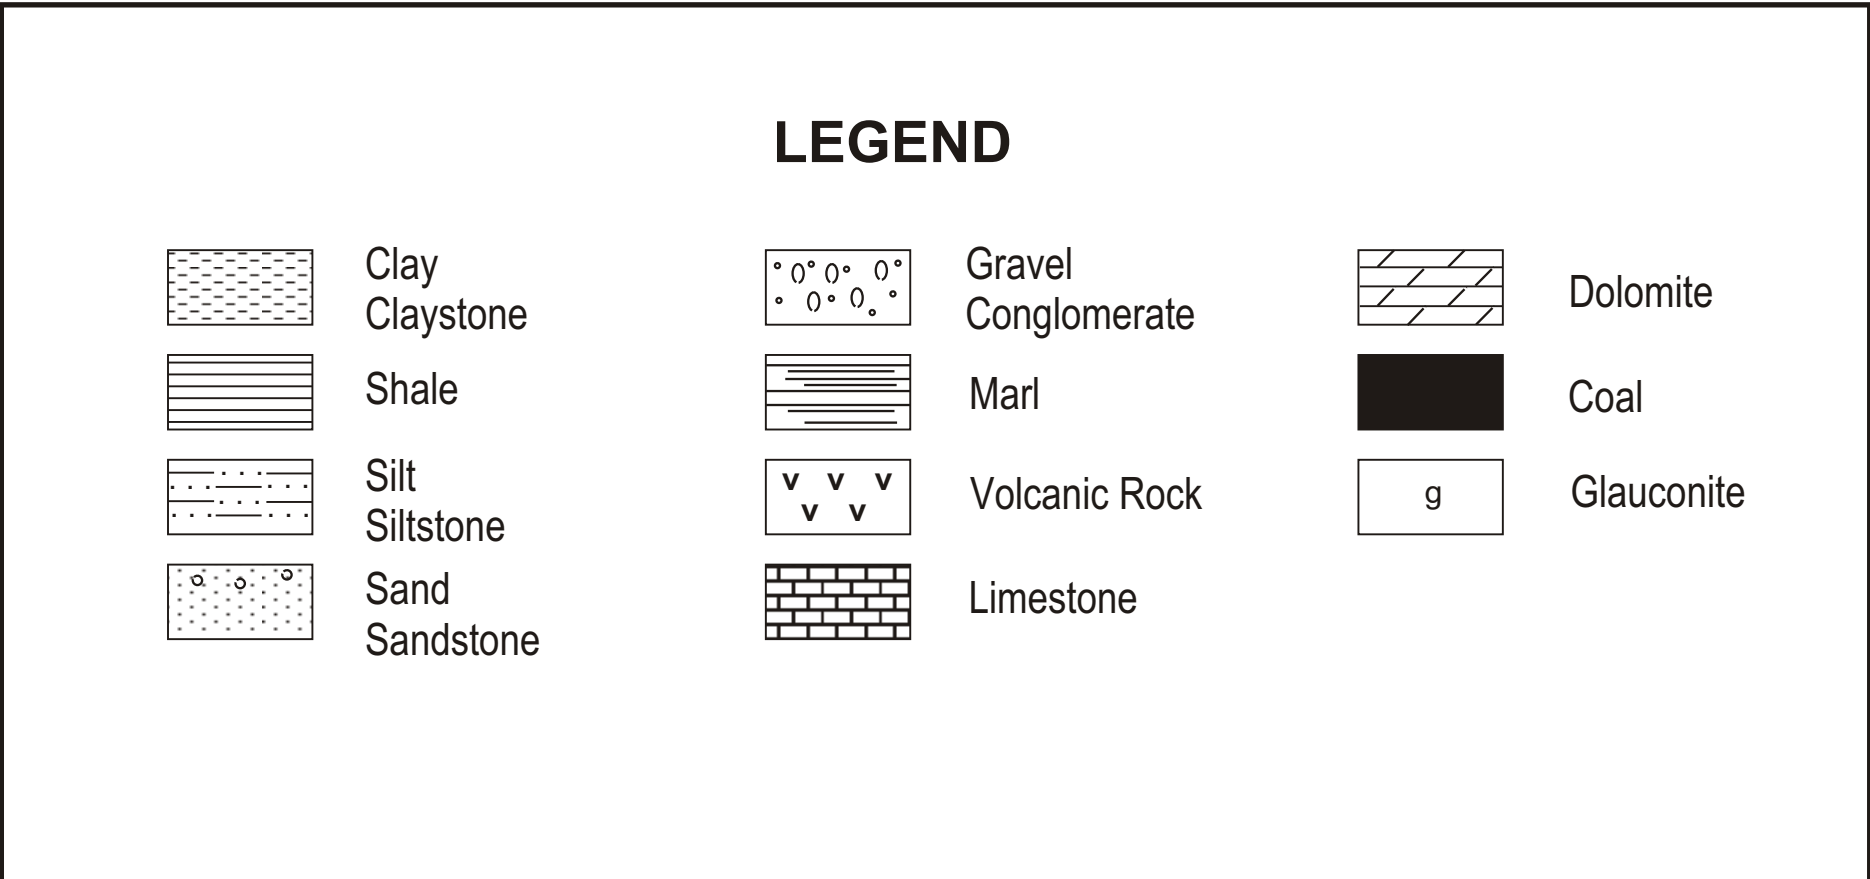 LEGEND
Clay
Claystone
Shale
Silt
Siltstone
Sand
Sandstone
Gravel
Conglomerate
Marl
v v v
v v
Volcanic Rock
Limestone
Dolomite
Coal
g
Glauconite